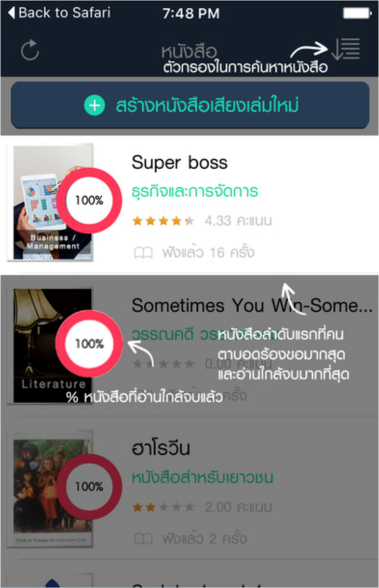 Back to Safari
7:48 PM
หนังสือ
ตัวกรองในการค้นหาหนังสือ
สร้างหนังสือเสียงเล่มใหม่
Super boss
ธุรกิจและการจัดการ
4.33 คะแนน
ฟังแล้ว 16 ครั้ง
100%
Business /
Management
Sometimes You Win-Some...
วรรณคดี
0.00
100%
Literature
หนังสือลำดับแรกที่คน
ตาบอดร้องขอมากสุด
และอ่านใกล้จบมากที่สุด
% หนังสือที่อ่านใกล้จบแล้ว
ครั้ง
ฮาโรวีน
หนังสือสำหรับเยาวชน
2.00 คะแนน
ฟังแล้ว 2 ครั้ง
100%